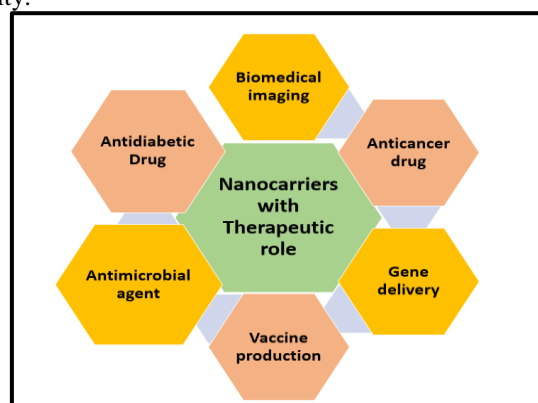 Biomedical
imaging
Antidiabetic
Drug
Anticancer
drug
Nanocarriers
with
Therapeutic
role
Antimicrobial
agent
Gene
delivery
Vaccine
production